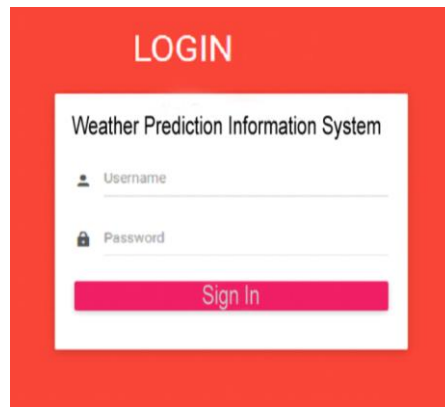 LOGIN
Weather Prediction Information System
Username
Password
Sign In